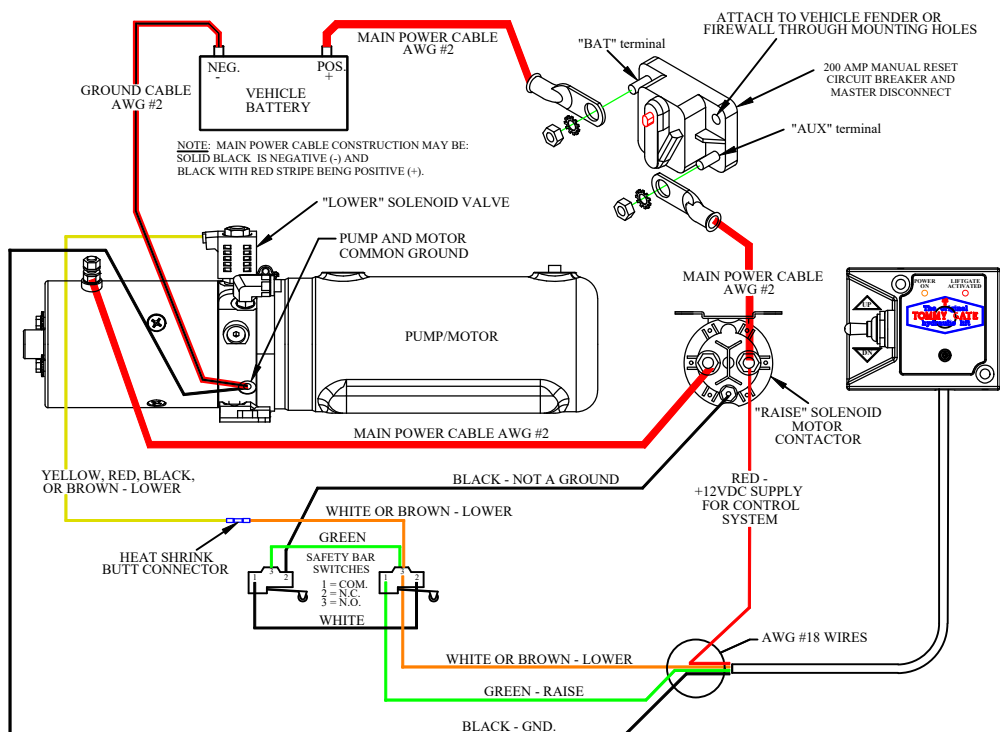 ATTACH TO VEHICLE FENDER OR
FIREWALL THROUGH MOUNTING HOLES
MAIN POWER CABLE
AWG #2
"BAT" terminal
NEG.
-
POS.
+
VEHICLE
BATTERY
200 AMP MANUAL RESET
CIRCUIT BREAKER AND
MASTER DISCONNECT
GROUND CABLE
AWG #2
"AUX" terminal
NOTE: MAIN POWER CABLE CONSTRUCTION MAY BE:
SOLID BLACK IS NEGATIVE (-) AND
BLACK WITH RED STRIPE BEING POSITIVE (+).
"LOWER" SOLENOID VALVE
PUMP AND MOTOR
COMMON GROUND
MAIN POWER CABLE
AWG #2
POWER
ON
LIFTGATE
ACTIVATED
UP
The original
TOMMY GATE
hydraulic lift
DN
PUMP/MOTOR
"RAISE" SOLENOID
MOTOR
CONTACTOR
MAIN POWER CABLE AWG #2
YELLOW, RED, BLACK,
OR BROWN - LOWER
BLACK - NOT A GROUND
RED -
+12VDC SUPPLY
FOR CONTROL
SYSTEM
WHITE OR BROWN - LOWER
HEAT SHRINK
BUTT CONNECTOR
GREEN
SAFETY BAR
SWITCHES
1 = COM.
2 = N.C.
3 = N.O.
1
3
2
1
3
2
WHITE
AWG #18 WIRES
WHITE OR BROWN - LOWER
GREEN - RAISE
BLACK - GND.